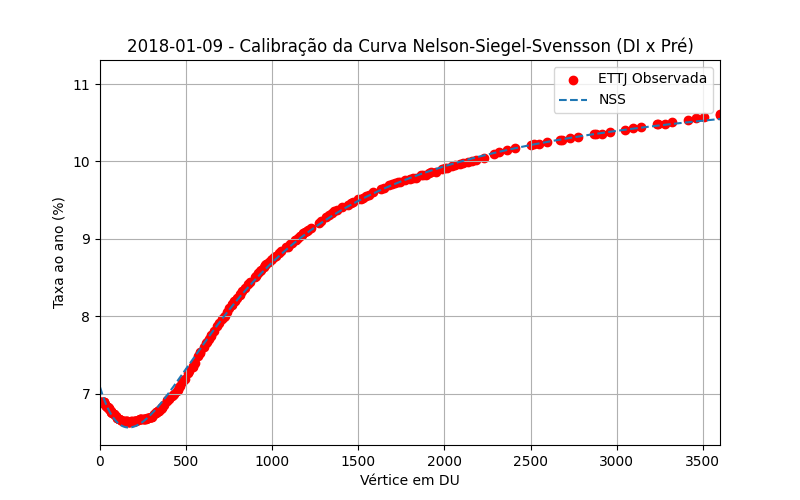 2018-01-09 - Calibração da Curva Nelson-Siegel-Svensson (DI x Pré)
ETTJ Observada
NSS
Taxa ao ano (%)
11
10
9
8
7
0 500 1000 1500 2000 2500 3000 3500
Vértice em DU